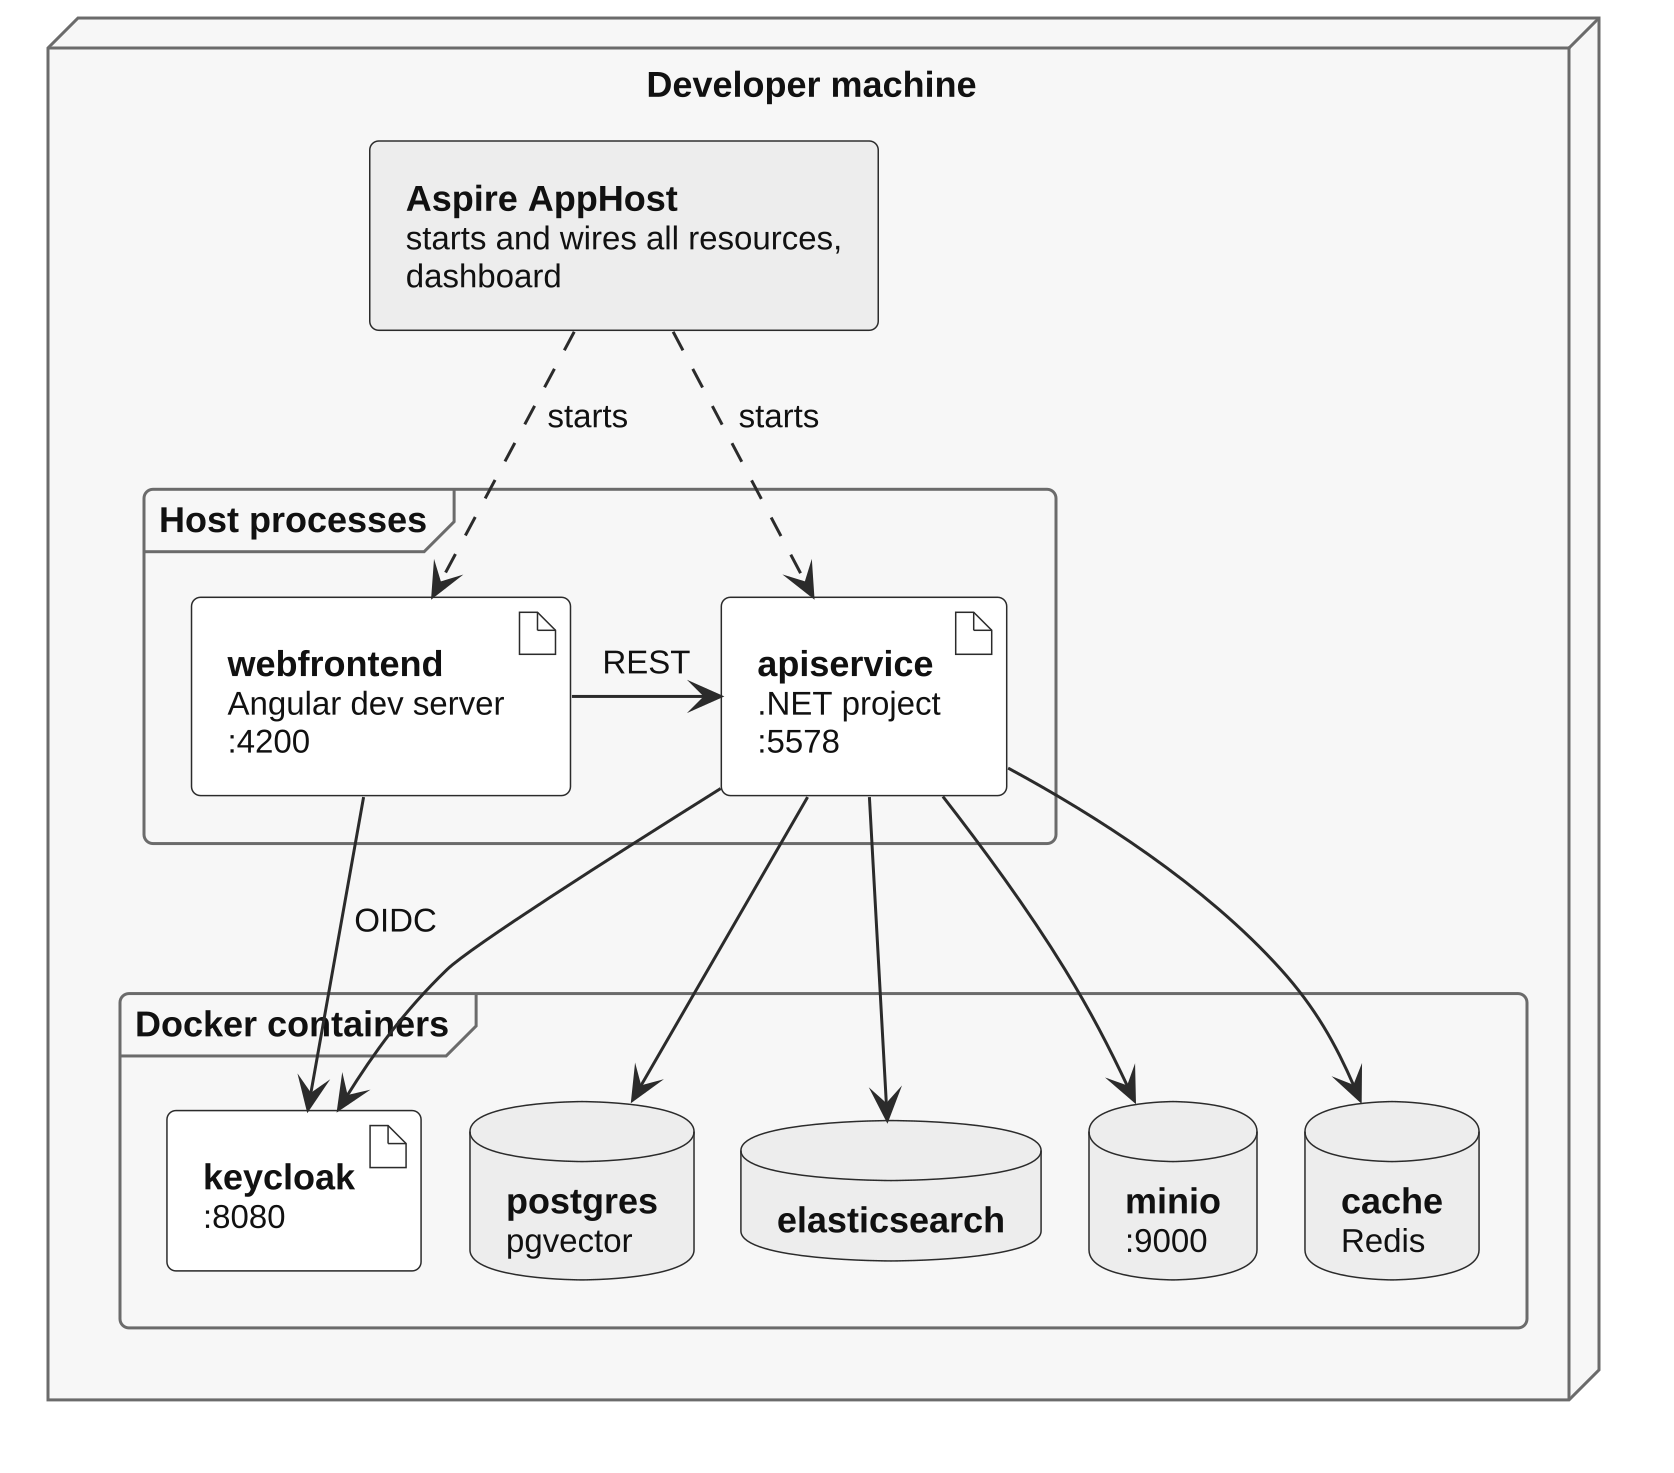 Developer machine
Aspire AppHost
starts and wires all resources,
dashboard
starts
starts
Host processes
webfrontend
Angular dev server
:4200
REST
apiservice
.NET project
:5578
OIDC
Docker containers
keycloak
:8080
postgres
pgvector
elasticsearch
minio
:9000
cache
Redis